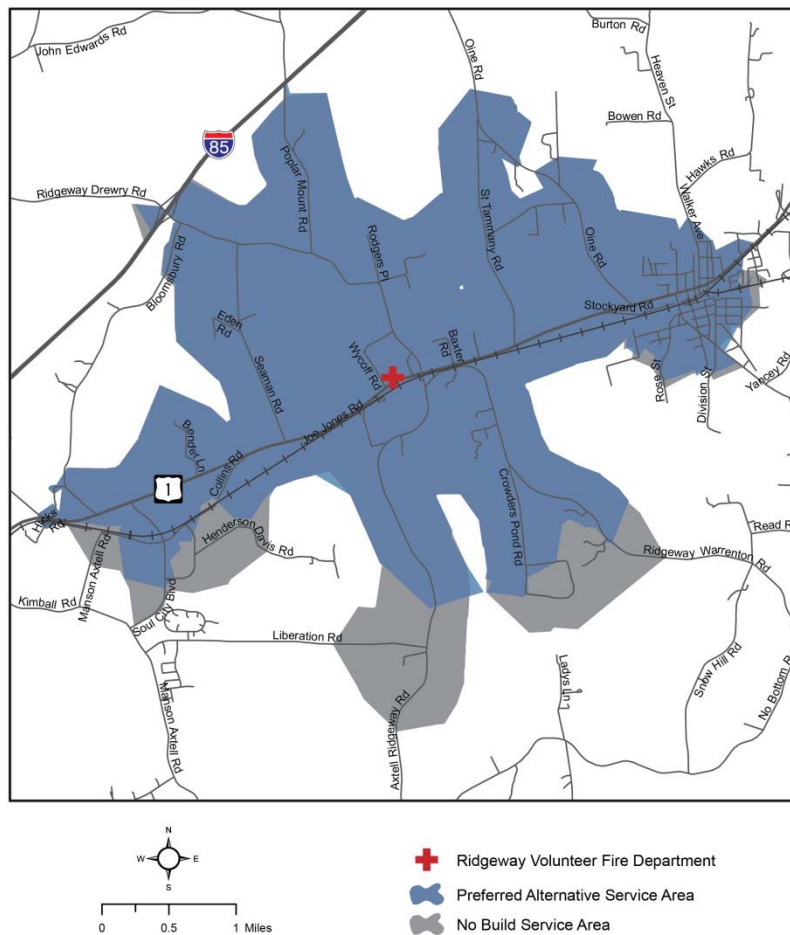 Burton Rd
John Edwards Rd
Oine Rd
Heaven St
Bowen Rd
85
Hawks Rd
Poplar Mount Rd
Ridgeway Drewry Rd
Walker Ave
St Tammany Rd
Rodgers Pl
Oine Rd
Bloomsbury Rd
Stockyard Rd
Eden Rd
Baxter Rd
Wycoff Rd
Seaman Rd
Rose St
Yancey Rd
Division St
Joe Jones Rd
Bender Ln
Collins Rd
1
Crowders Pond Rd
Hicks Rd
Read R
Henderson Davis Rd
Manson Axtell Rd
Ridgeway Warrenton Rd
Kimball Rd
Soul City Blvd
Liberation Rd
Snow Hill Rd
Ladys Ln
No Bottom R
Manson Axtell Rd
Axtell Ridgeway Rd
N
W E
S
Ridgeway Volunteer Fire Department
Preferred Alternative Service Area
0 0.5 1 Miles
No Build Service Area